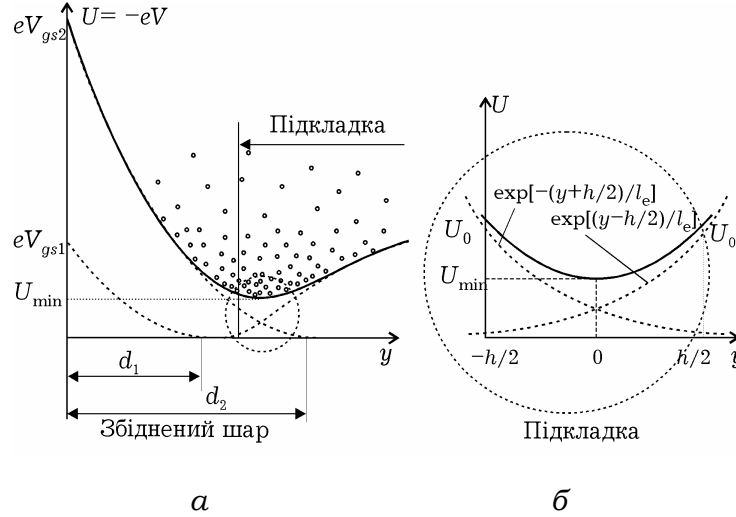 eV_gs2
U= −eV
Підкладка
eV_gs1
U_min
y
d_1
d_2
Збіднений шар
а
U
exp[−(y+h/2)/l_e]
exp[(y−h/2)/l_e]
U_0
U_0
U_min
−h/2
0
h/2
y
Підкладка
б